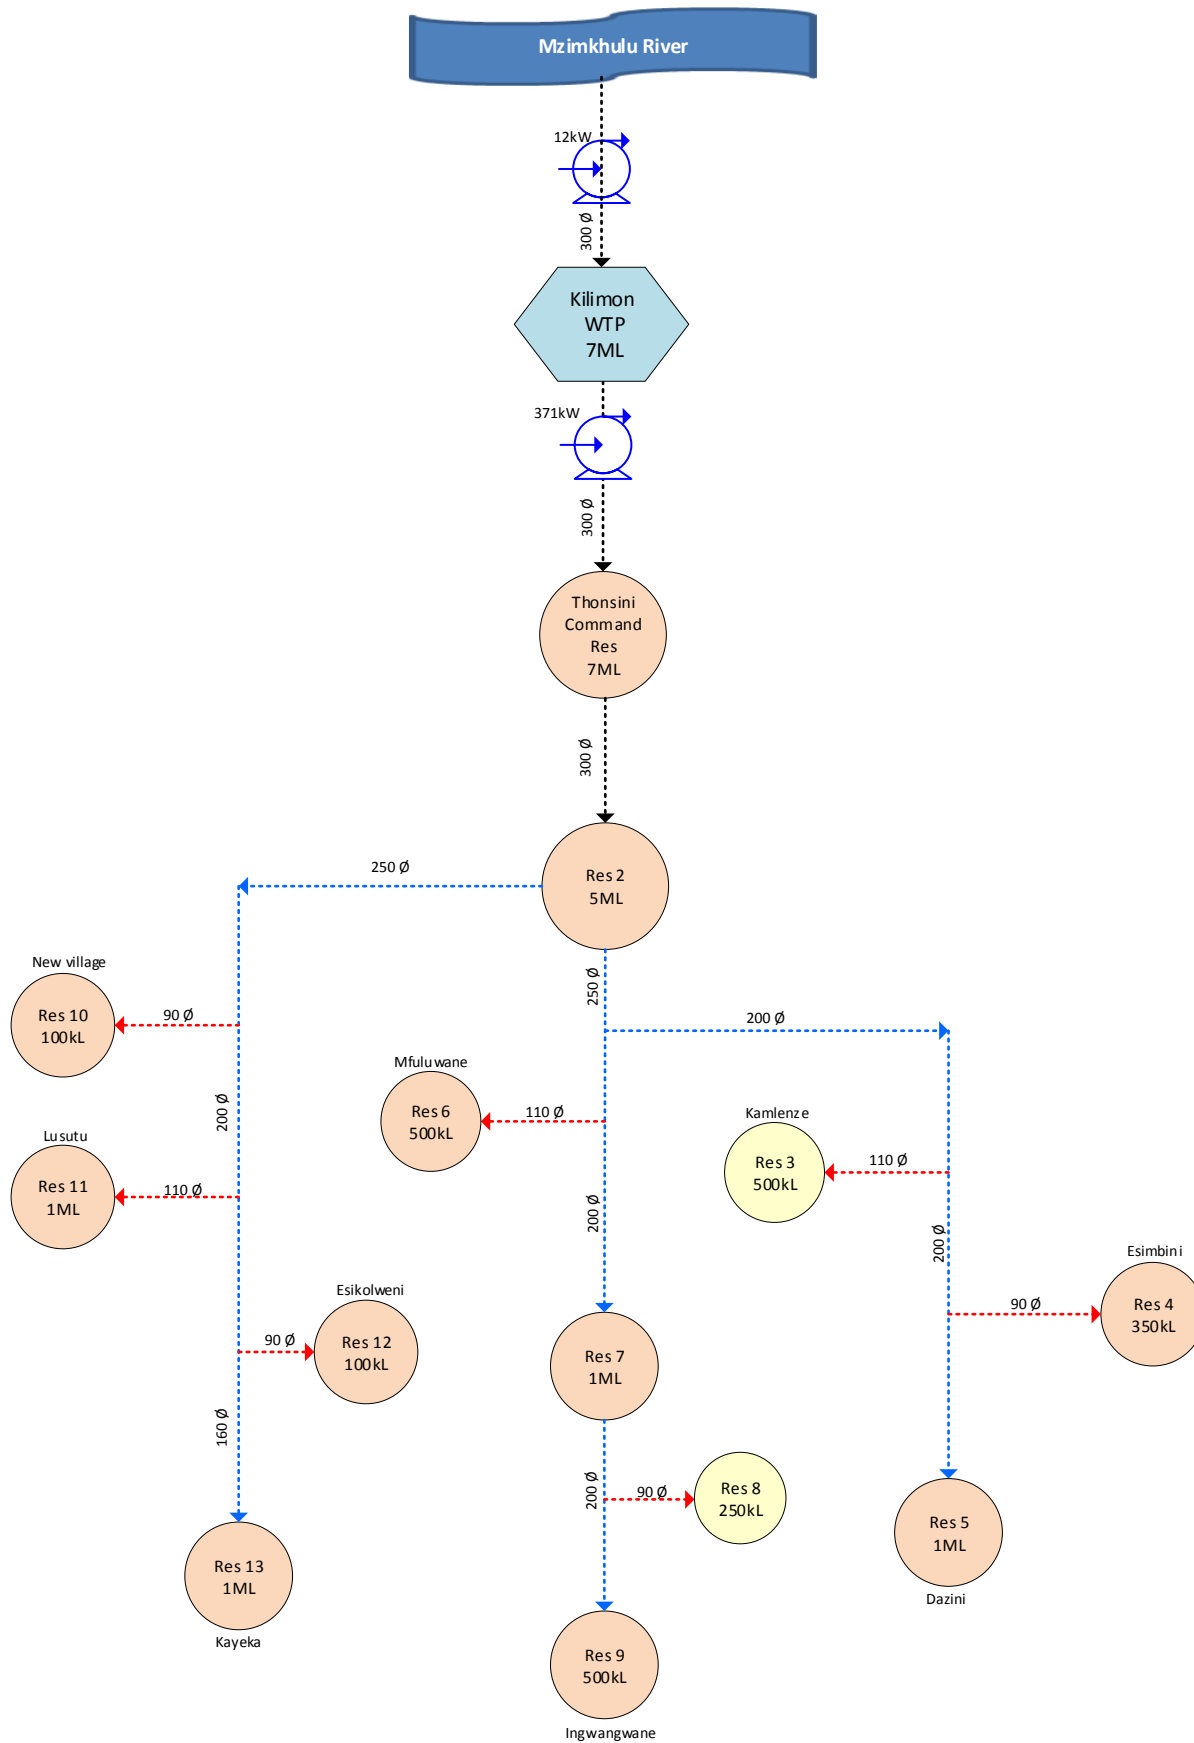 Mzimkhulu River
12kW
300 Ø
Kilimon
WTP
7ML
371kW
300 Ø
Thonsini
Command
Res
7ML
300 Ø
Res 2
5ML
250 Ø
250 Ø
200 Ø
New village
Res 10
100kL
90 Ø
200 Ø
Lusutu
Res 11
1ML
110 Ø
Esikolweni
Res 12
100kL
90 Ø
160 Ø
Res 13
1ML
Kayeka
Mfuluwane
Res 6
500kL
110 Ø
200 Ø
Res 7
1ML
200 Ø
90 Ø
Res 8
250kL
Res 9
500kL
Ingwangwane
Kamlenze
Res 3
500kL
110 Ø
200 Ø
Esimbini
Res 4
350kL
90 Ø
Res 5
1ML
Dazini